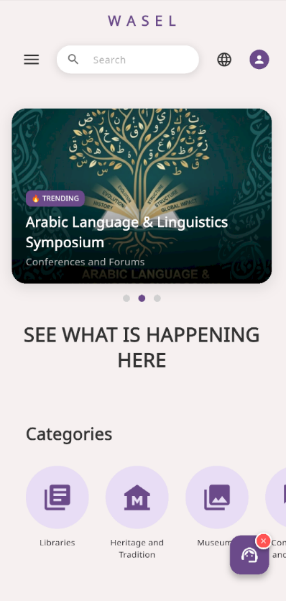 WASEL
Search
🔥 TRENDING
Arabic Language & Linguistics
Symposium
Conferences and Forums
ARABIC LANGUAGE &
SEE WHAT IS HAPPENING
HERE
Categories
Libraries
Heritage and
Tradition